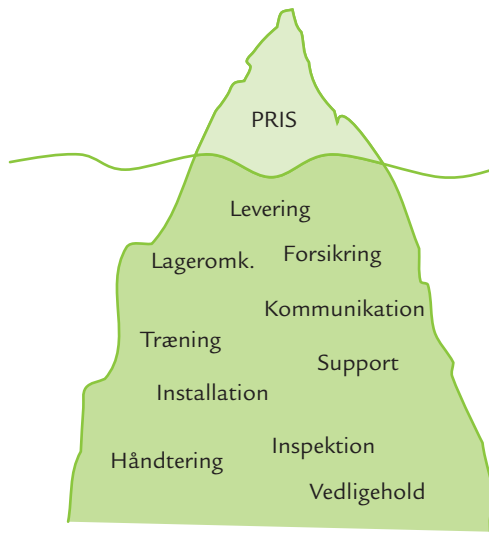 PRIS
Levering
Forsikring
Lageromk.
Kommunikation
Træning
Support
Installation
Inspektion
Håndtering
Vedligehold